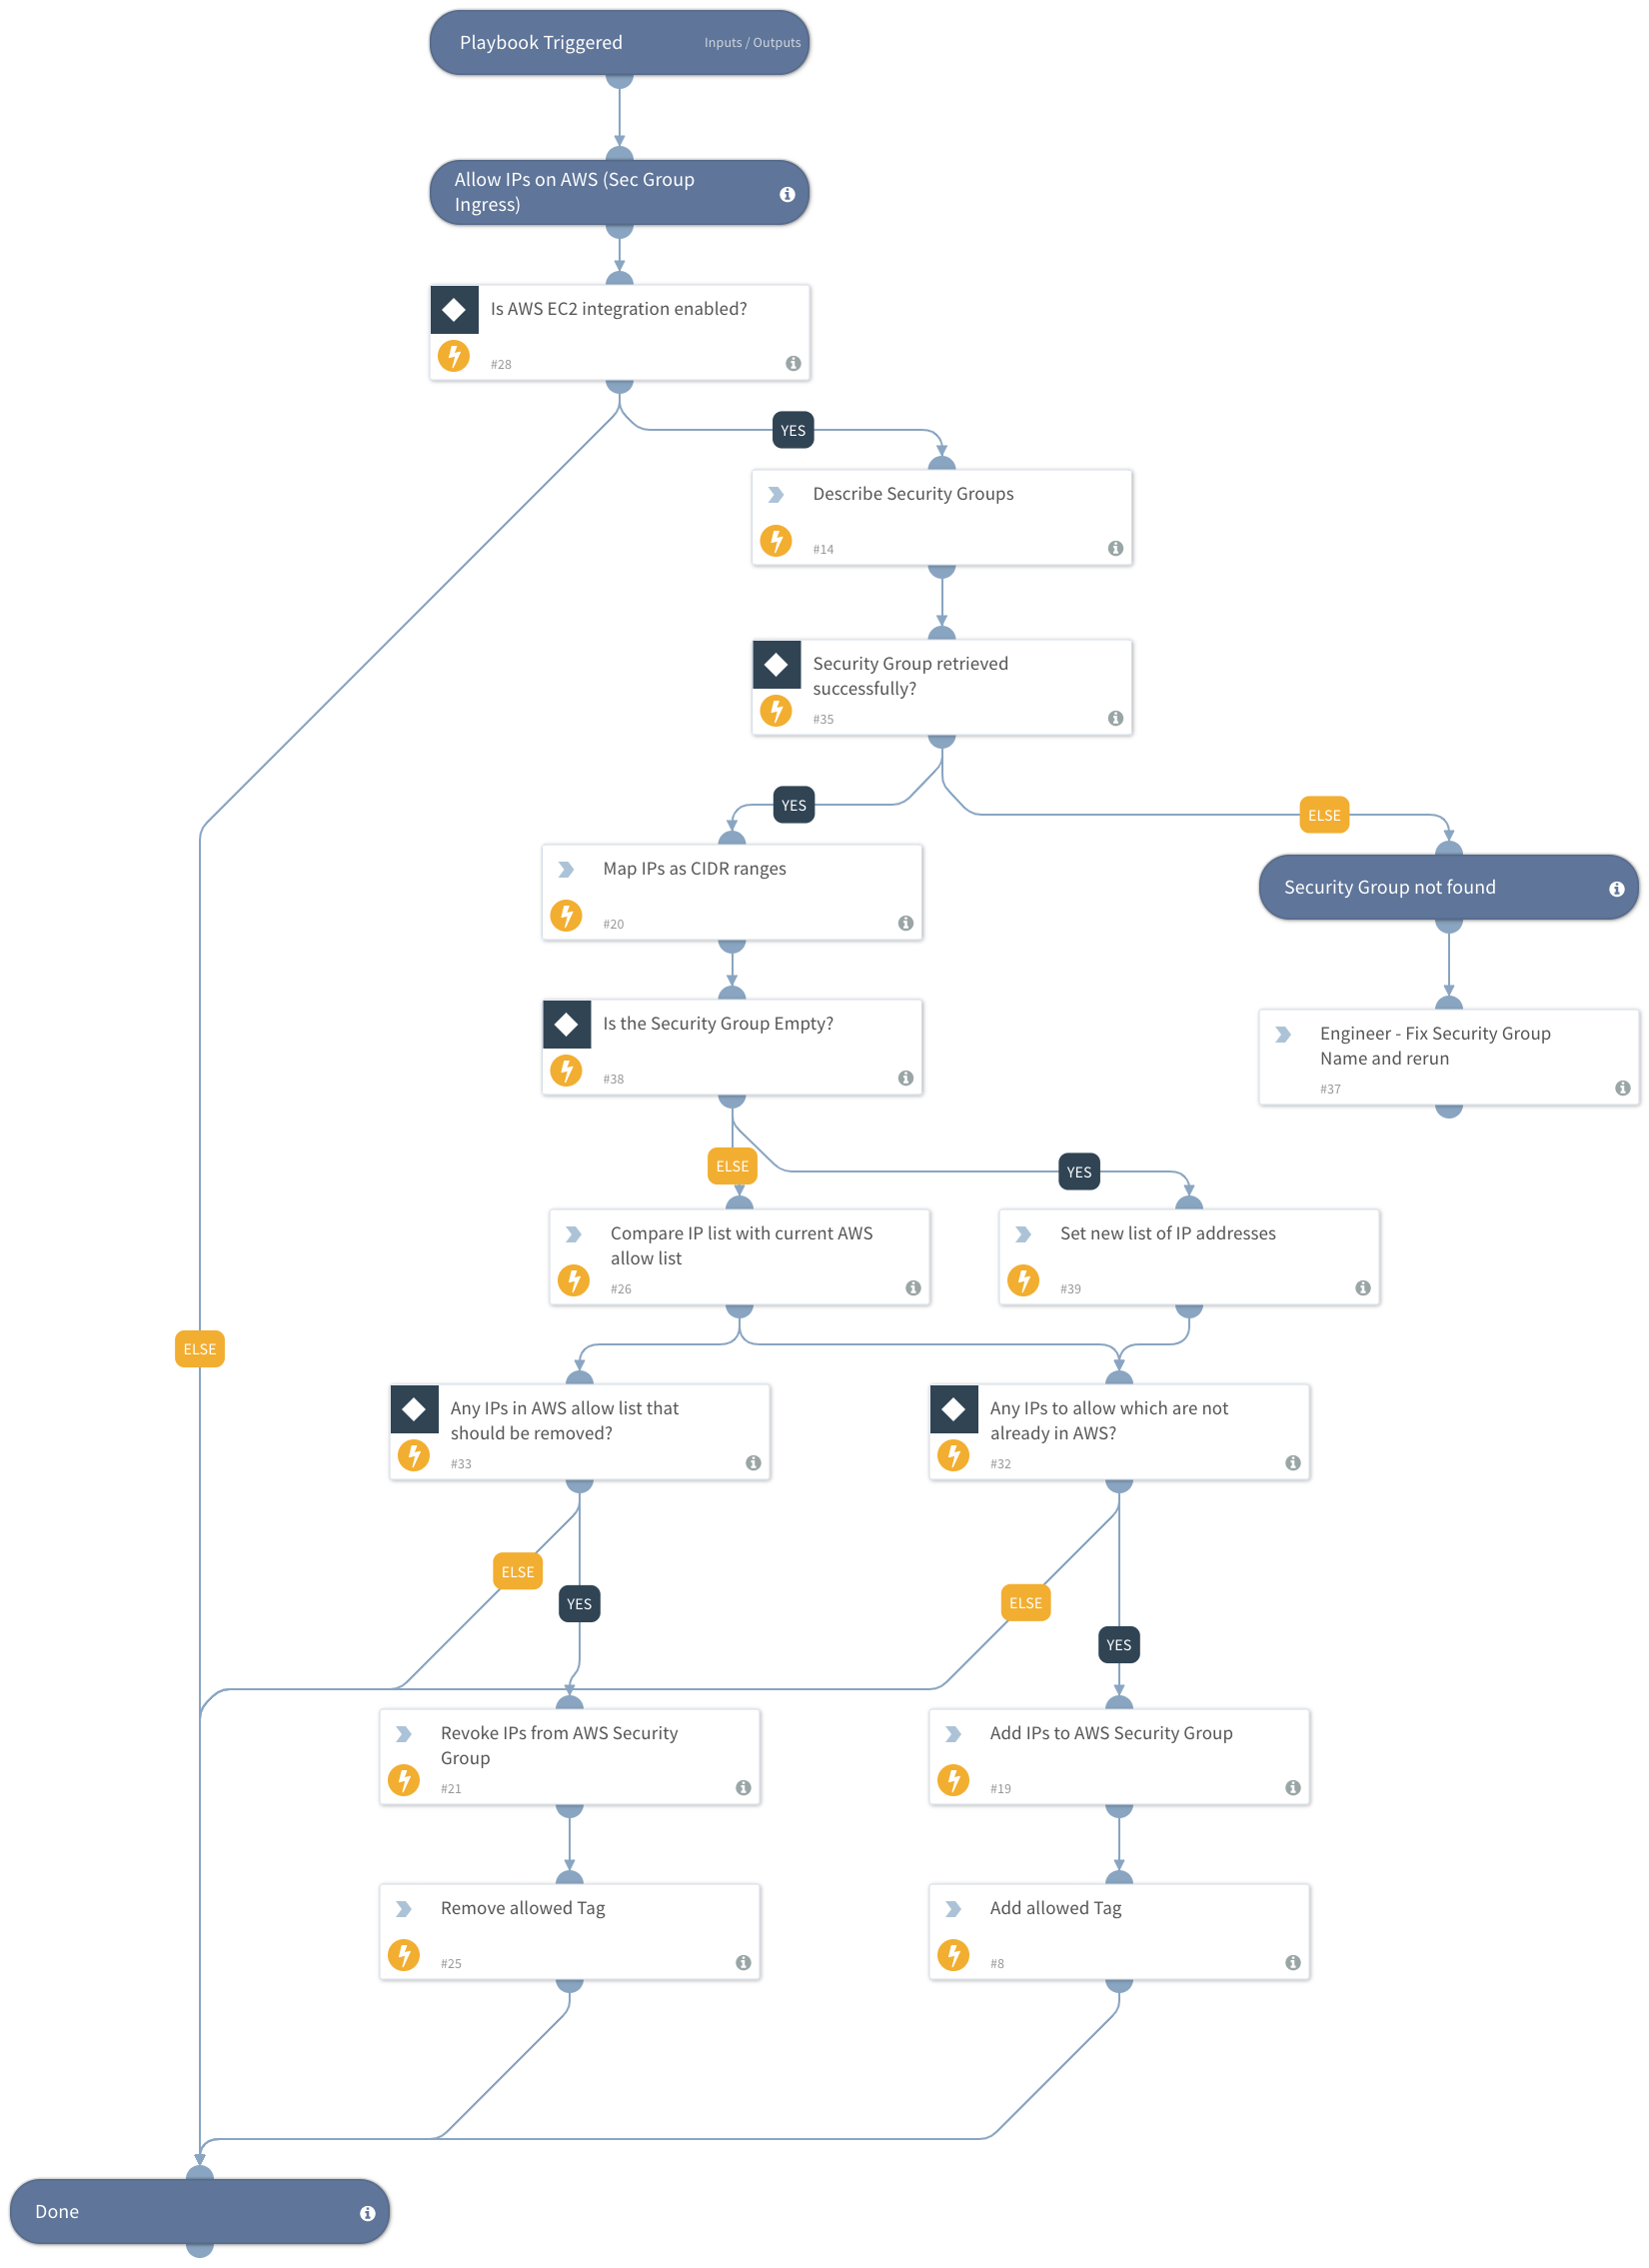 Playbook Triggered
Inputs / Outputs
Allow IPs on AWS (Sec Group
Ingress)
Is AWS EC2 integration enabled?
#28
YES
Describe Security Groups
#14
Security Group retrieved
successfully?
#35
YES
ELSE
Map IPs as CIDR ranges
#20
Security Group not found
Is the Security Group Empty?
#38
Engineer - Fix Security Group
Name and rerun
#37
ELSE
YES
Compare IP list with current AWS
allow list
#26
Set new list of IP addresses
#39
ELSE
Any IPs in AWS allow list that
should be removed?
#33
Any IPs to allow which are not
already in AWS?
#32
ELSE
YES
ELSE
YES
Revoke IPs from AWS Security
Group
#21
Add IPs to AWS Security Group
#19
Remove allowed Tag
#25
Add allowed Tag
#8
Done